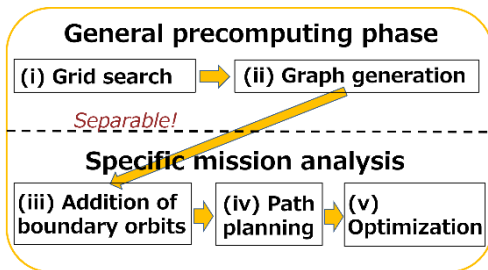 General precomputing phase
(i) Grid search
(ii) Graph generation
Separable!
Specific mission analysis
(iii) Addition of
boundary orbits
(iv) Path
planning
(v)
Optimization